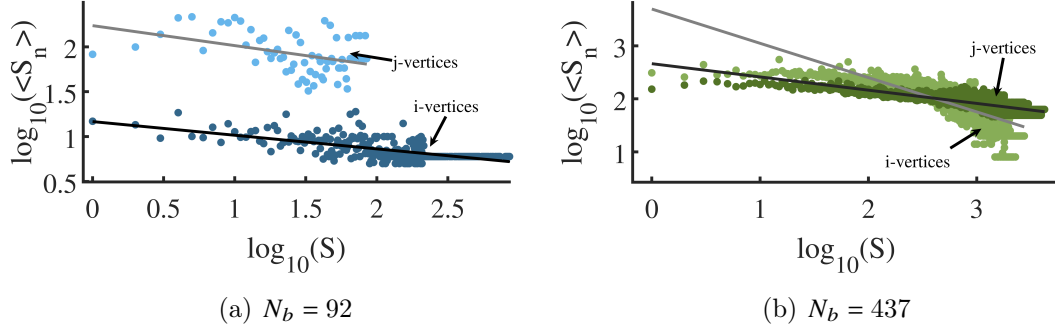 log10(<Sn>)
2
1.5
1
0.5
j-vertices
i-vertices
0 0.5 1 1.5 2 2.5
log10(S)
(a) Nb = 92
log10(<Sn>)
3
2
1
j-vertices
i-vertices
0 1 2 3
log10(S)
(b) Nb = 437